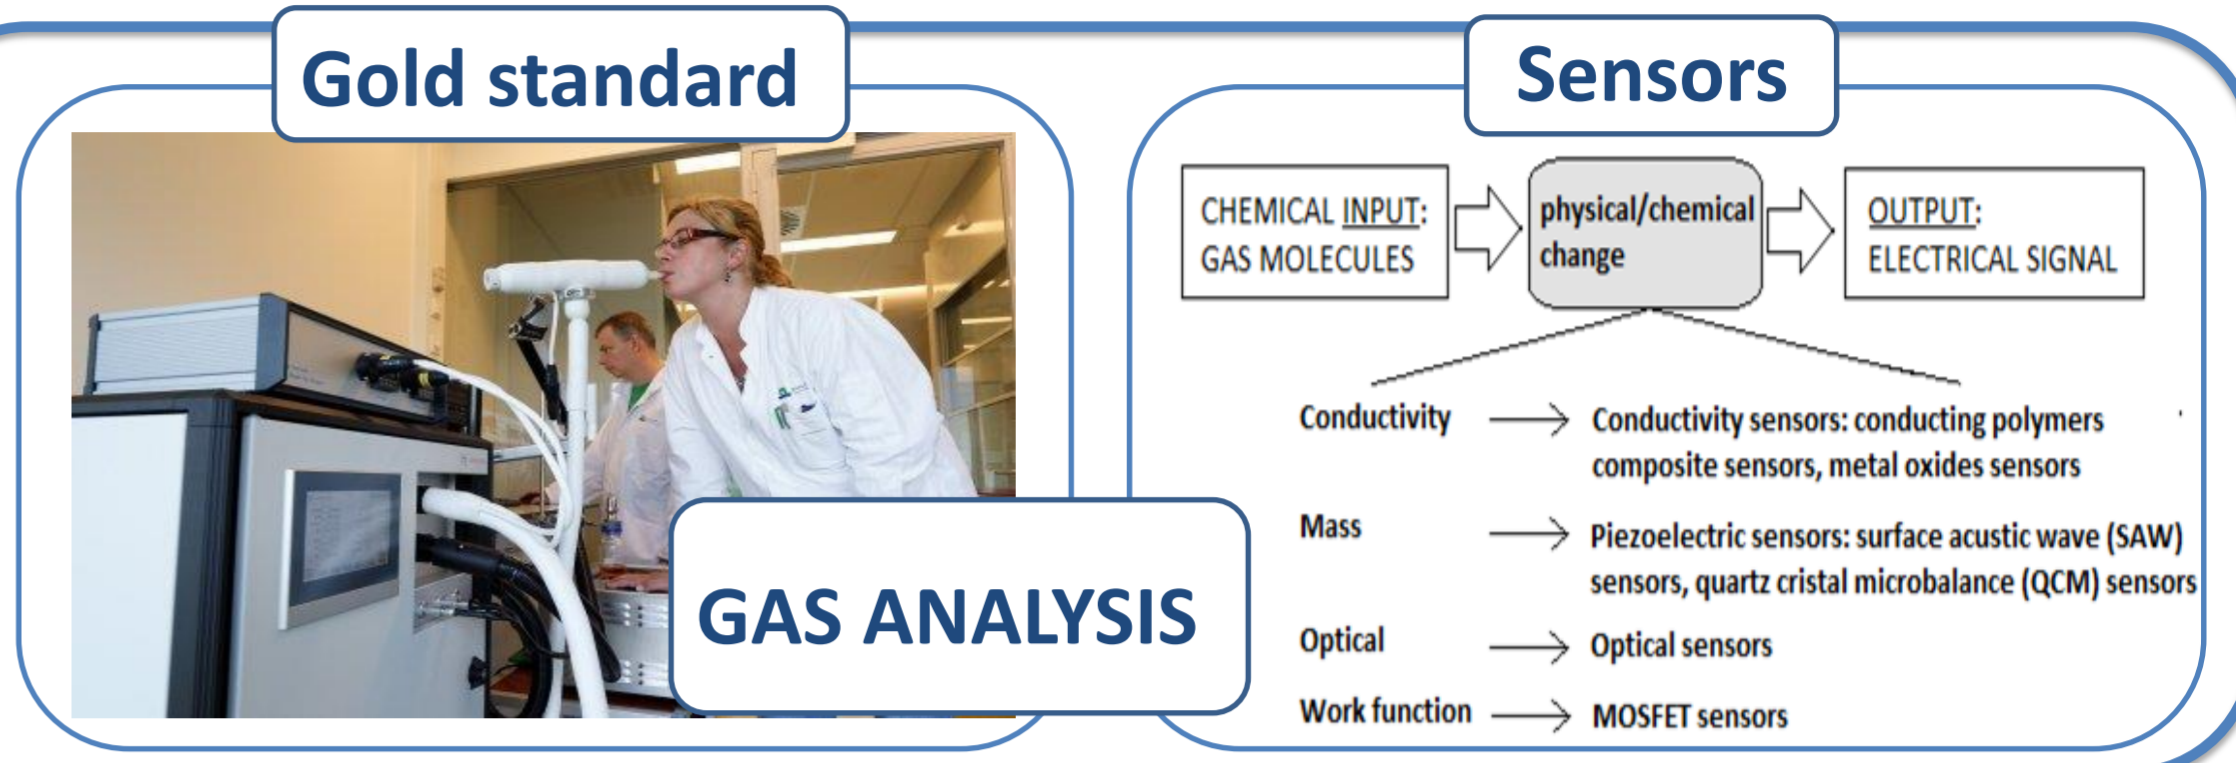 Gold standard
Sensors
CHEMICAL INPUT:
GAS MOLECULES
physical/chemical
change
OUTPUT:
ELECTRICAL SIGNAL
Conductivity
Conductivity sensors: conducting polymers
composite sensors, metal oxides sensors
Mass
Piezoelectric sensors: surface acustic wave (SAW)
sensors, quartz cristal microbalance (QCM) sensors
Optical
Optical sensors
Work function
MOSFET sensors
GAS ANALYSIS